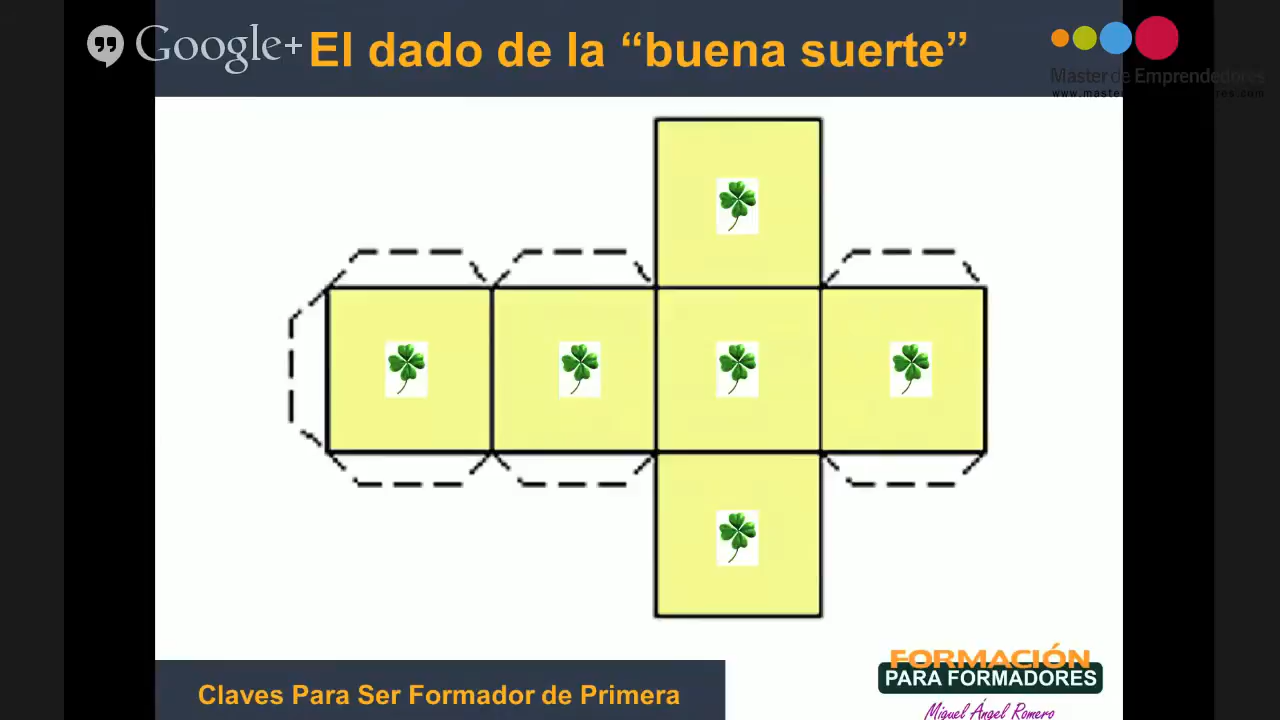 Google+
El dado de la “buena suerte”
Master de Emprendedores
Claves Para Ser Formador de Primera
FORMACIÓN
PARA FORMADORES
Miguel Ángel Romero